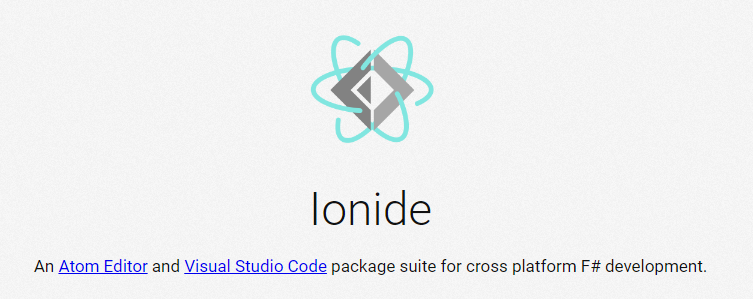 Ionide
An Atom Editor and Visual Studio Code package suite for cross platform F# development.